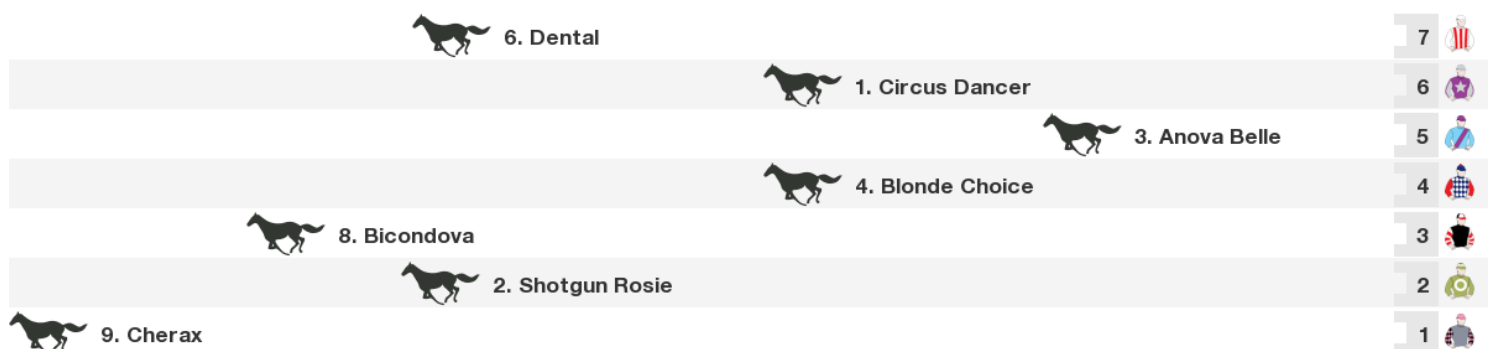 6. Dental 7
1. Circus Dancer 6
3. Anova Belle 5
4. Blonde Choice 4
8. Bicondova 3
2. Shotgun Rosie 2
9. Cherax 1